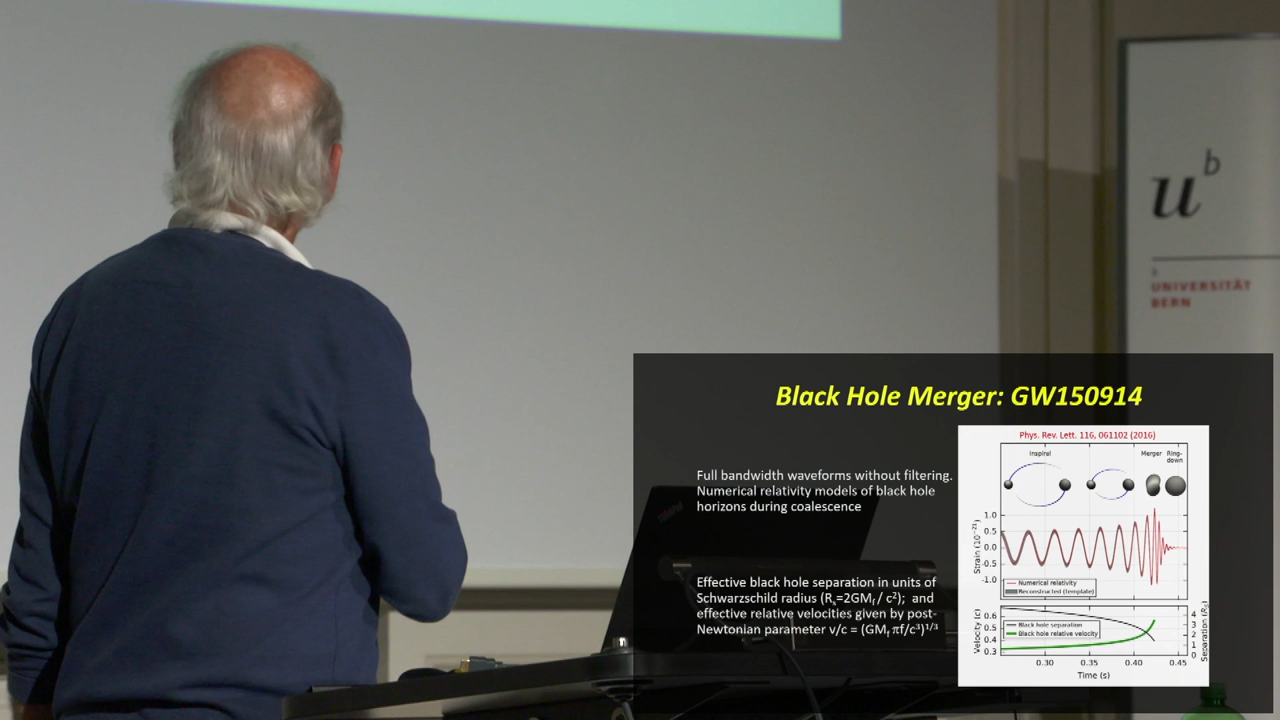 u^b
b
UNIVERSITÄT
BERN
Black Hole Merger: GW150914
Full bandwidth waveforms without filtering.
Numerical relativity models of black hole
horizons during coalescence
Effective black hole separation in units of
Schwarzschild radius (Rₛ=2GM_f / c²);  and
effective relative velocities given by post-
Newtonian parameter v/c = (GM_f πf/c³)^1/3
Phys. Rev. Lett. 116, 061102 (2016)
Inspiral
Merger
Ring-
down
Strain (10⁻²¹)
1.0
0.5
0.0
-0.5
-1.0
Numerical relativity
Reconstructed (template)
Velocity (c)
0.6
0.5
0.4
0.3
Black hole separation
Black hole relative velocity
4
3
2
1
0
Separation (Rₛ)
0.30 0.35 0.40 0.45
Time (s)